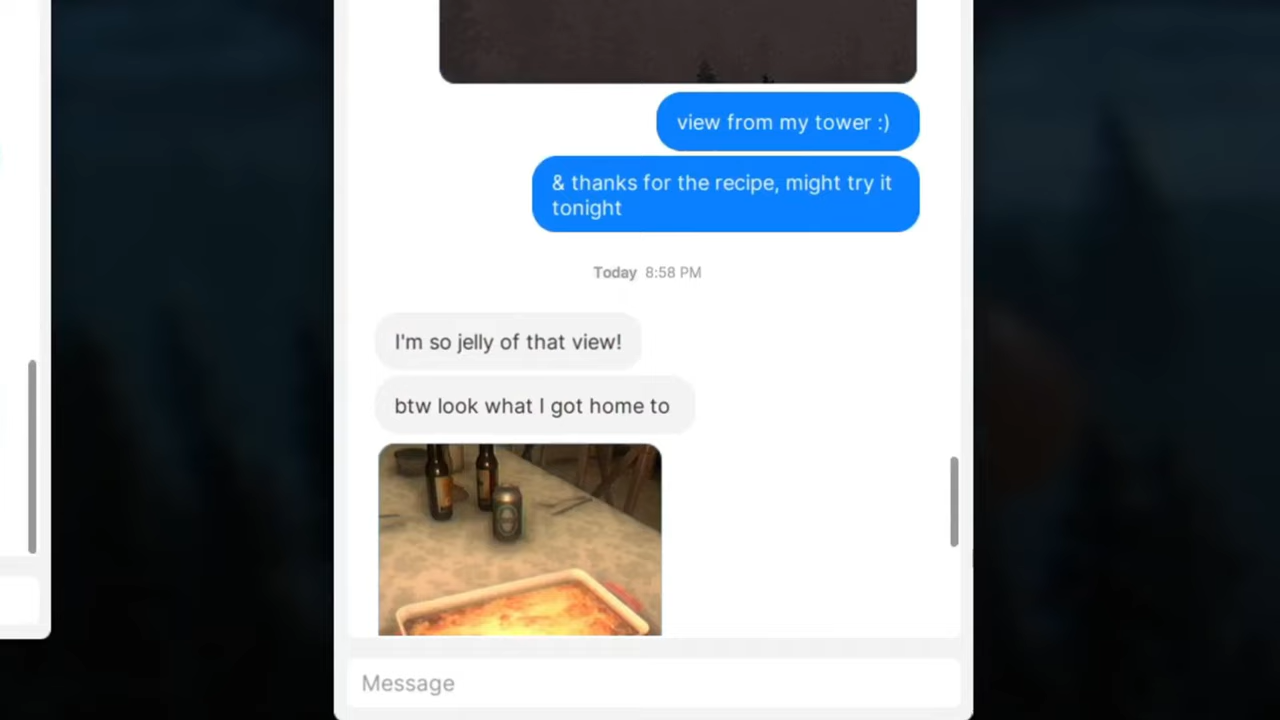 view from my tower :)
& thanks for the recipe, might try it
tonight
Today 8:58 PM
I'm so jelly of that view!
btw look what I got home to
Message